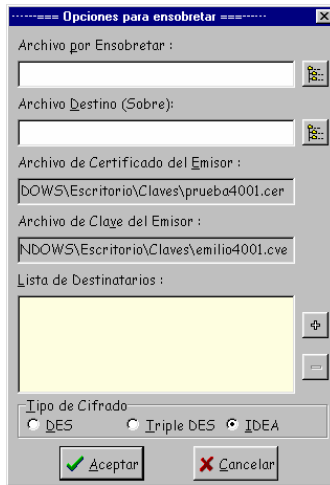 ------=== Opciones para ensobretar ===------
Archivo por Ensobretar :
Archivo Destino (Sobre):
Archivo de Certificado del Emisor :
DOWS\Escritorio\Claves\prueba4001.cer
Archivo de Clave del Emisor :
NDOWS\Escritorio\Claves\emilio4001.cve
Lista de Destinatarios :
Tipo de Cifrado
DES Triple DES IDEA
Aceptar Cancelar